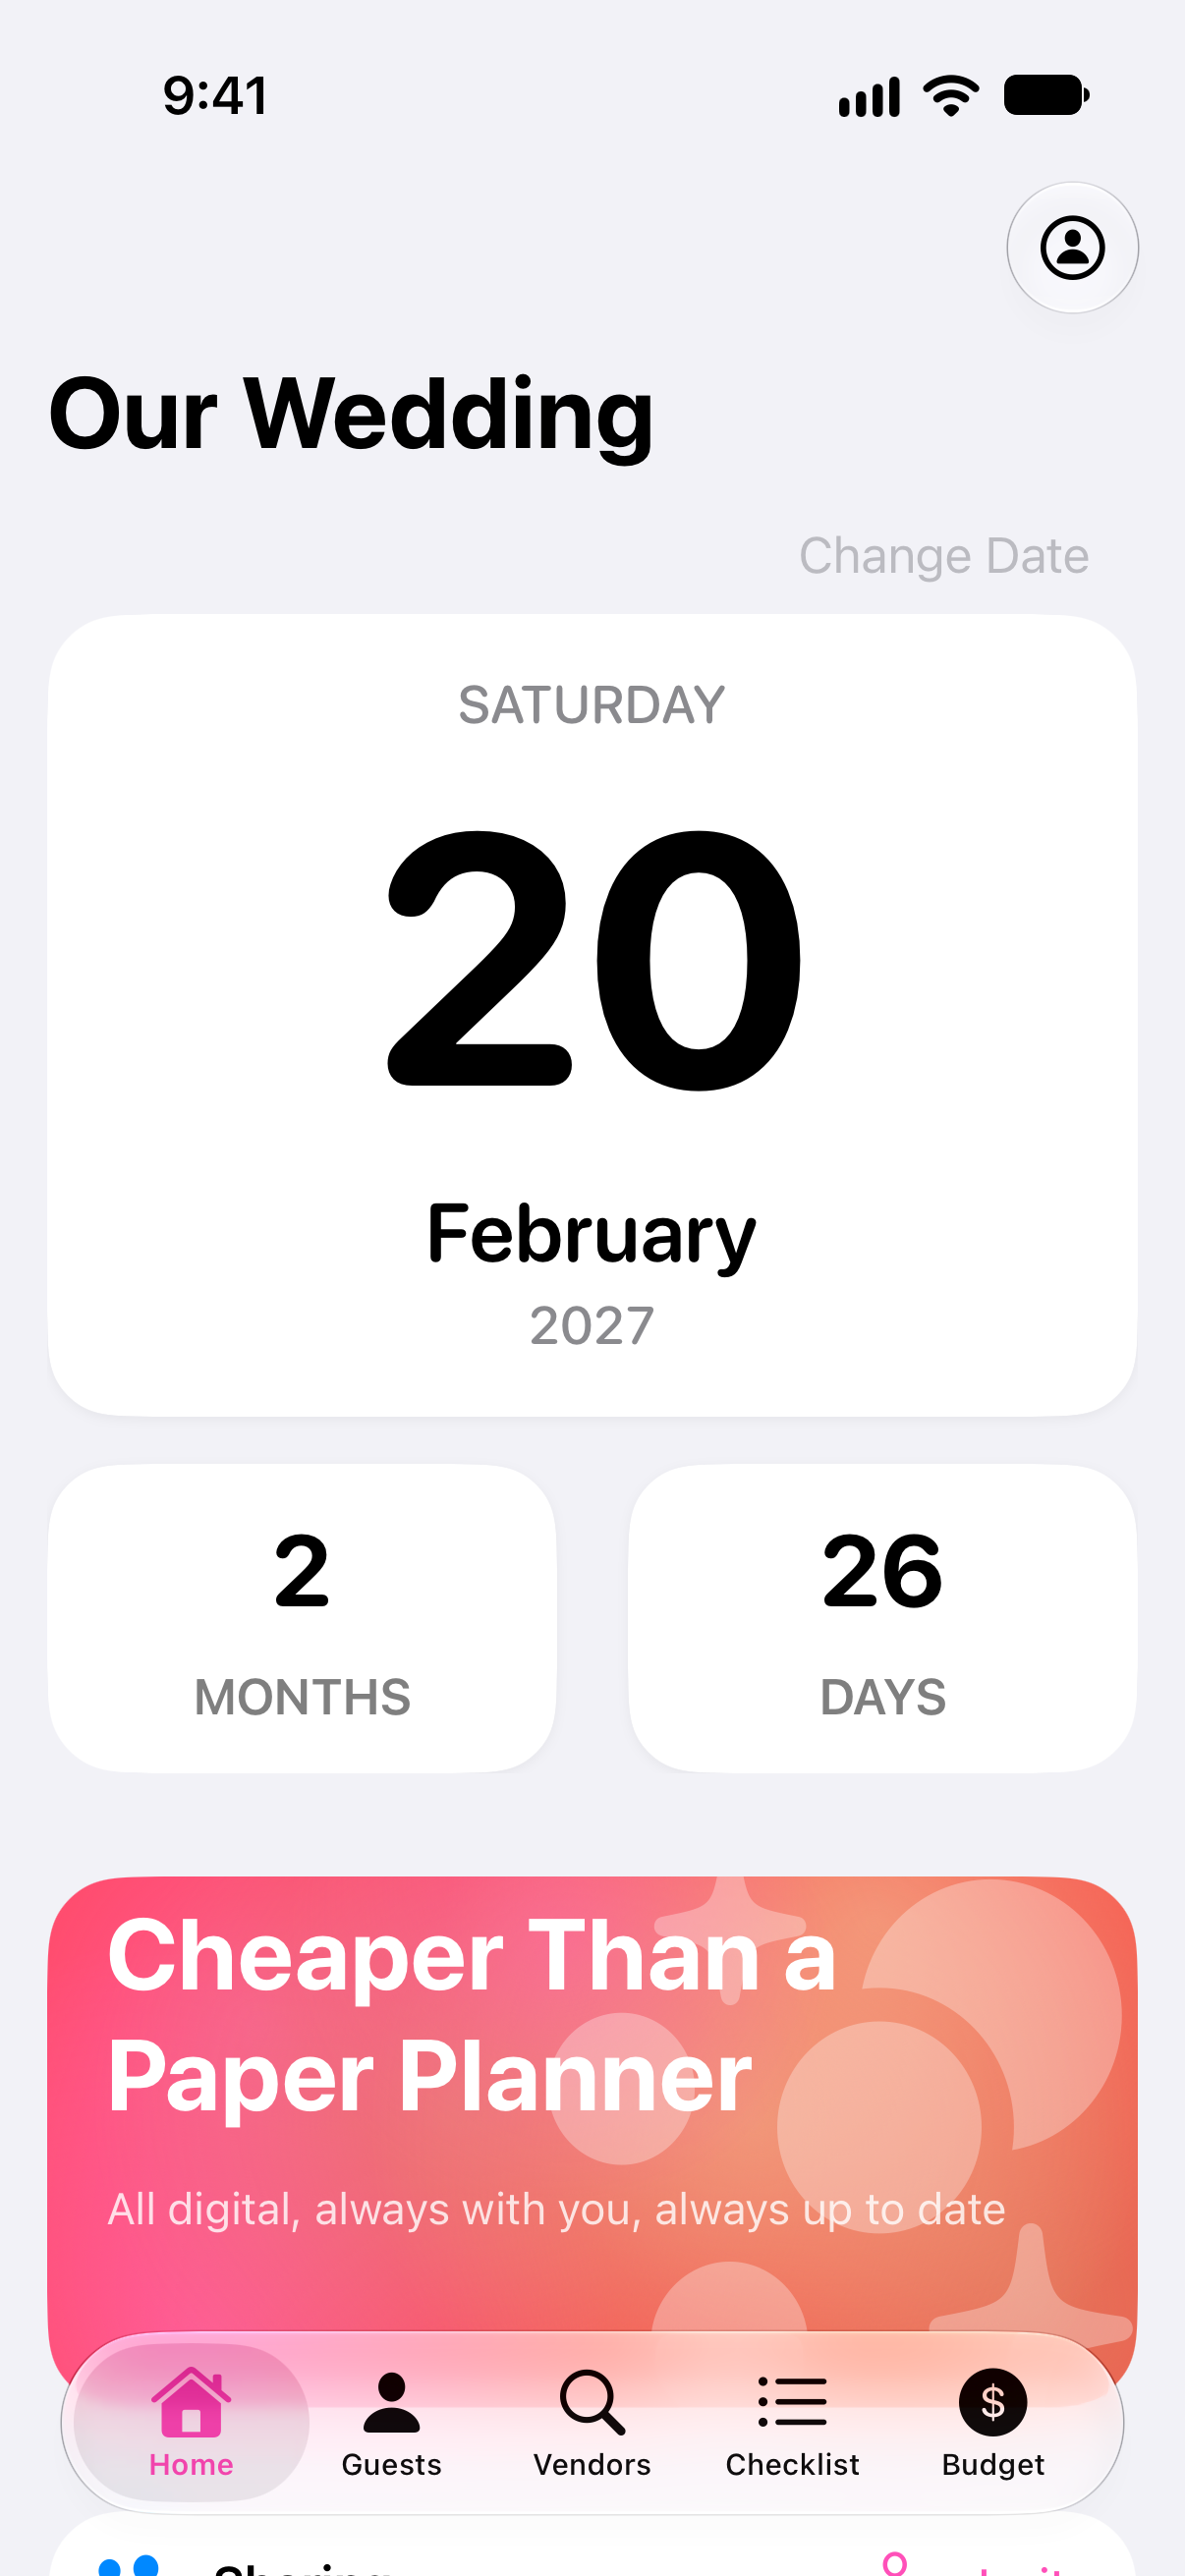 9:41
Our Wedding
Change Date
SATURDAY
20
February
2027
2
MONTHS
26
DAYS
Cheaper Than a
Paper Planner
All digital, always with you, always up to date
Home
Guests
Vendors
Checklist
$
Budget